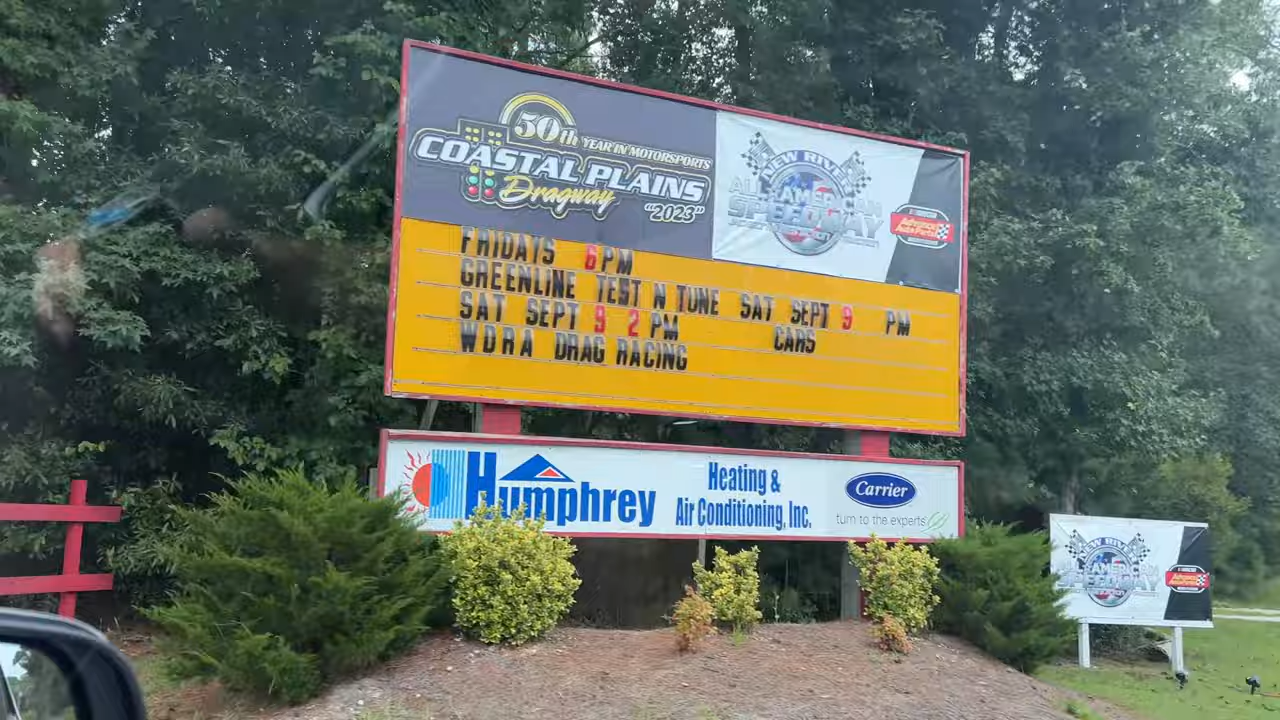 50th YEAR IN MOTORSPORTS
COASTAL PLAINS
Dragway
"2023"
NEW RIVER
ALL AMERICAN
SPEEDWAY
Advance
Auto Parts
FRIDAYS 6PM
GREENLINE TEST N TUNE SAT SEPT 9 PM
SAT SEPT 9 2 PM CARS
WDRA DRAG RACING
Humphrey
Heating &
Air Conditioning, Inc.
Carrier
turn to the experts
NEW RIVER
ALL AMERICAN
SPEEDWAY
Advance
Auto Parts